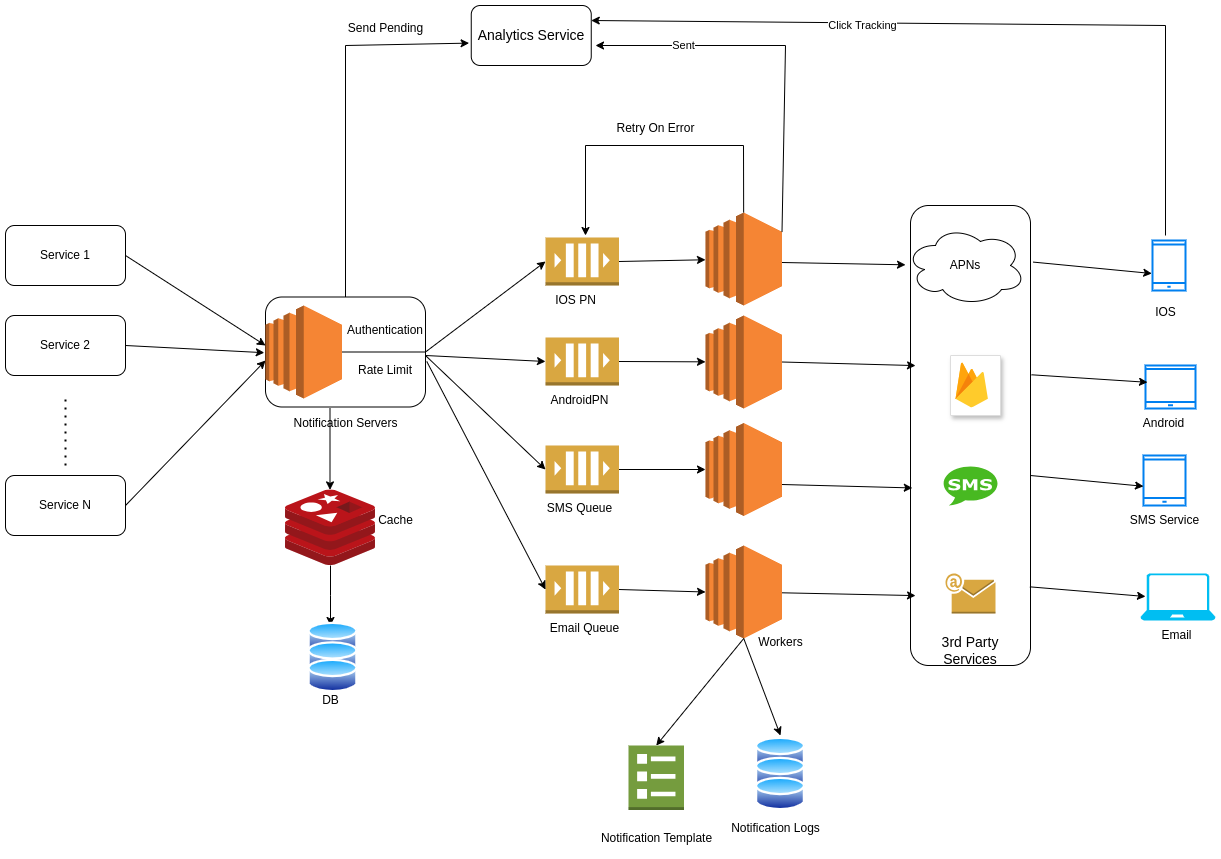 Send Pending
Analytics Service
Click Tracking
Sent
Retry On Error
Service 1
Service 2
Service N
Authentication
Rate Limit
Notification Servers
Cache
DB
IOS PN
AndroidPN
SMS Queue
Email Queue
Workers
Notification Template
Notification Logs
APNs
SMS
@
3rd Party
Services
IOS
Android
SMS Service
Email